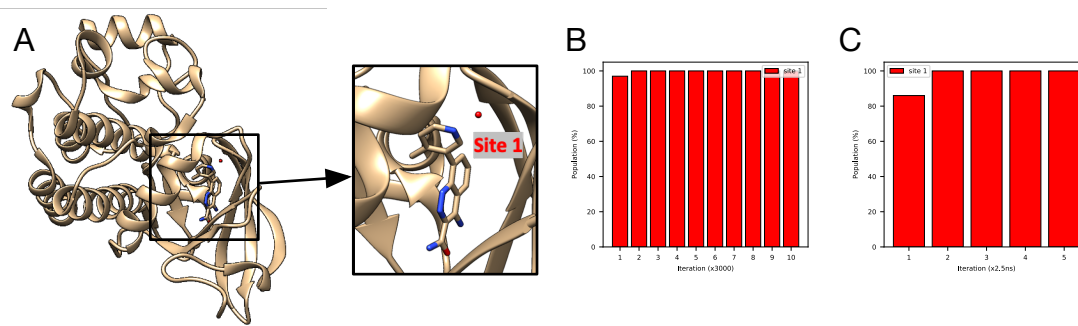 A
Site 1
B
100
80
60
40
20
0
Population (%)
site 1
1 2 3 4 5 6 7 8 9 10
Iteration (x3000)
C
100
80
60
40
20
0
Population (%)
site 1
1 2 3 4 5
Iteration (x2.5ns)